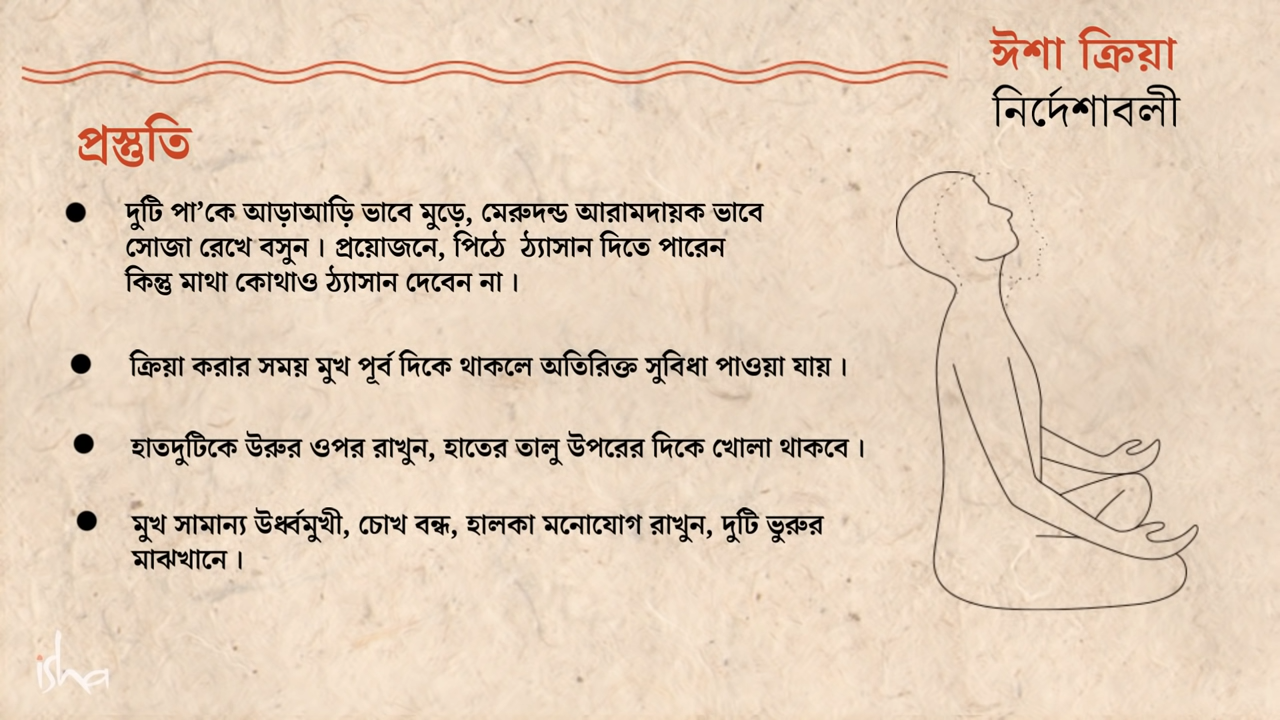 ঈশা ক্রিয়া
নির্দেশাবলী
প্রস্তুতি
● দুটি পা’কে আড়াআড়ি ভাবে মুড়ে, মেরুদন্ড আরামদায়ক ভাবে
সোজা রেখে বসুন। প্রয়োজনে, পিঠে ঠ্যাসান দিতে পারেন
কিন্তু মাথা কোথাও ঠ্যাসান দেবেন না।
● ক্রিয়া করার সময় মুখ পূর্ব দিকে থাকলে অতিরিক্ত সুবিধা পাওয়া যায়।
● হাতদুটিকে উরুর ওপর রাখুন, হাতের তালু উপরের দিকে খোলা থাকবে।
● মুখ সামান্য উর্ধ্বমুখী, চোখ বন্ধ, হালকা মনোযোগ রাখুন, দুটি ভুরুর
মাঝখানে।
isha